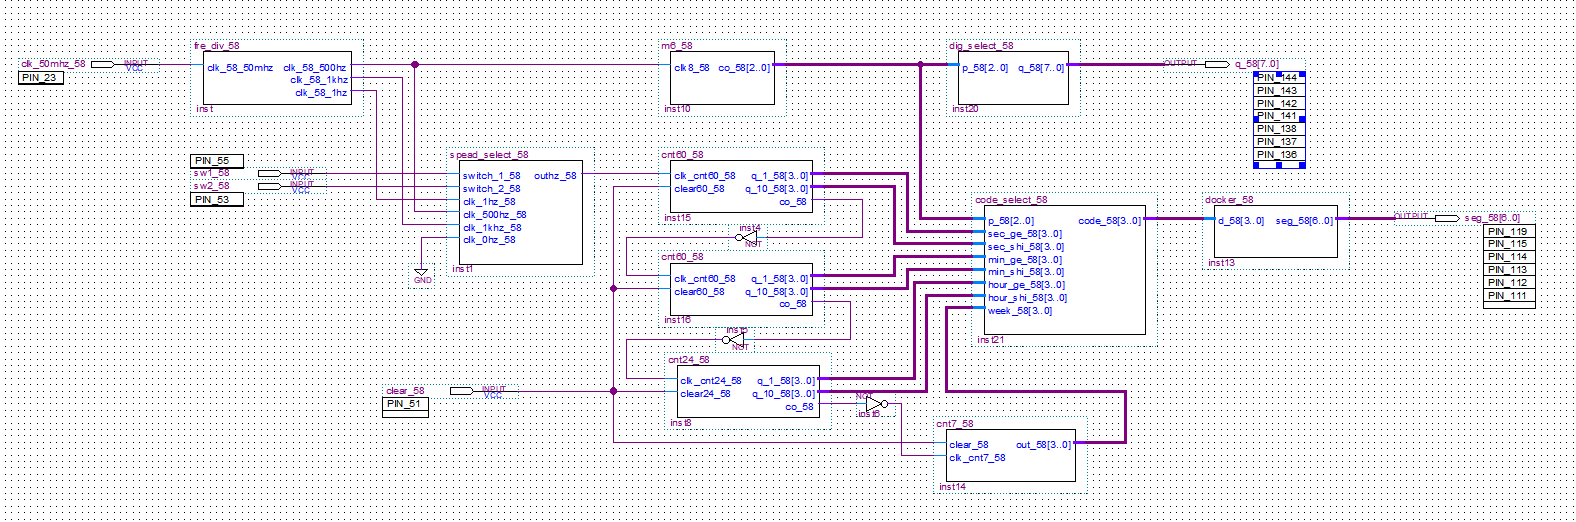 fre_div_58
clk_50mhz_58
INPUT
VCC
PIN_23
clk_58_50mhz
clk_58_500hz
clk_58_1khz
clk_58_1hz
inst
m6_58
clk8_58
co_58[2..0]
inst10
dig_select_58
p_58[2..0]
q_58[7..0]
inst20
OUTPUT
q_58[7..0]
PIN_144
PIN_143
PIN_142
PIN_141
PIN_138
PIN_137
PIN_136
PIN_55
sw1_58
INPUT
VCC
sw2_58
INPUT
VCC
PIN_53
spead_select_58
switch_1_58
outhz_58
switch_2_58
clk_1hz_58
clk_500hz_58
clk_1khz_58
clk_0hz_58
inst1
GND
cnt60_58
clk_cnt60_58
q_1_58[3..0]
clear60_58
q_10_58[3..0]
co_58
inst15
inst4
NOT
cnt60_58
clk_cnt60_58
q_1_58[3..0]
clear60_58
q_10_58[3..0]
co_58
inst16
NOT
cnt24_58
clk_cnt24_58
q_1_58[3..0]
clear24_58
q_10_58[3..0]
co_58
inst8
NOT
clear_58
INPUT
VCC
PIN_51
code_select_58
p_58[2..0]
code_58[3..0]
sec_ge_58[3..0]
sec_shi_58[3..0]
min_ge_58[3..0]
min_shi_58[3..0]
hour_ge_58[3..0]
hour_shi_58[3..0]
week_58[3..0]
inst21
docker_58
d_58[3..0]
seg_58[6..0]
inst13
OUTPUT
seg_58[6..0]
PIN_119
PIN_115
PIN_114
PIN_113
PIN_112
PIN_111
cnt7_58
clear_58
out_58[3..0]
clk_cnt7_58
inst14